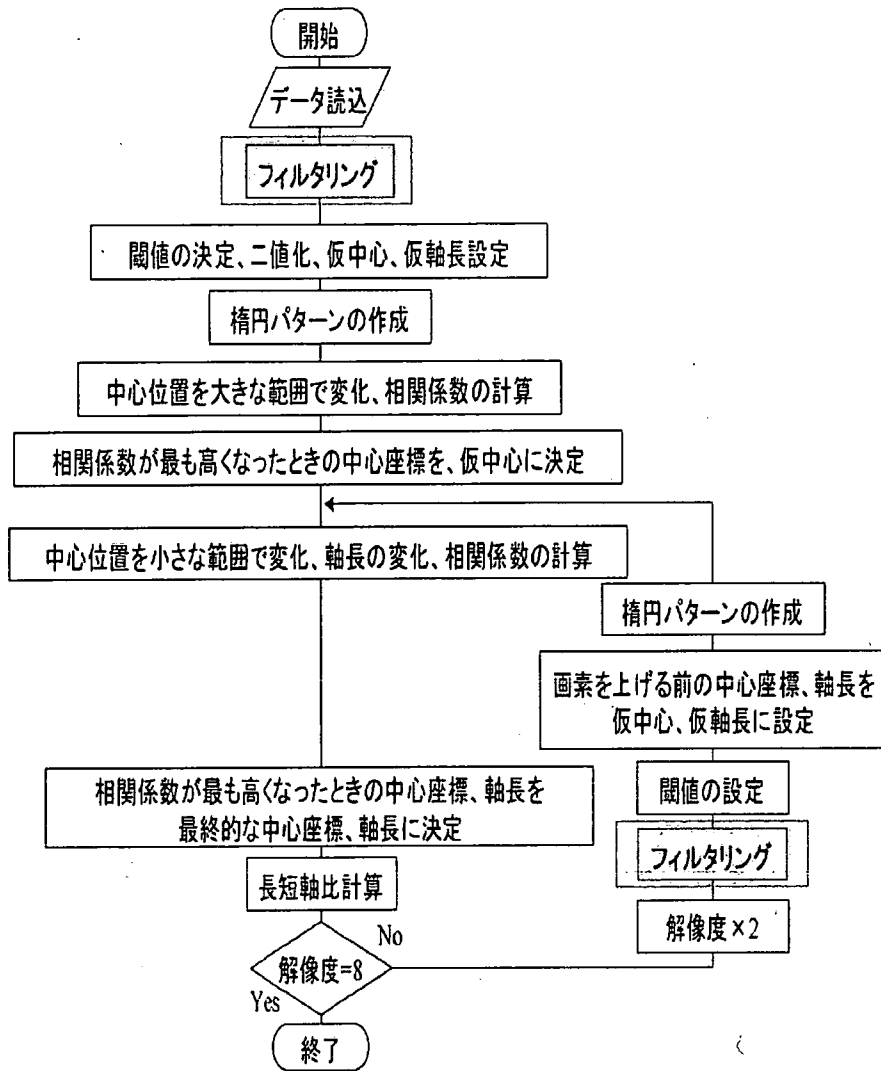 開始
データ読込
フィルタリング
閾値の決定、二値化、仮中心、仮軸長設定
楕円パターンの作成
中心位置を大きな範囲で変化、相関係数の計算
相関係数が最も高くなったときの中心座標を、仮中心に決定
中心位置を小さな範囲で変化、軸長の変化、相関係数の計算
楕円パターンの作成
画素を上げる前の中心座標、軸長を
仮中心、仮軸長に設定
閾値の設定
フィルタリング
解像度×2
相関係数が最も高くなったときの中心座標、軸長を
最終的な中心座標、軸長に決定
長短軸比計算
解像度=8
No
Yes
終了